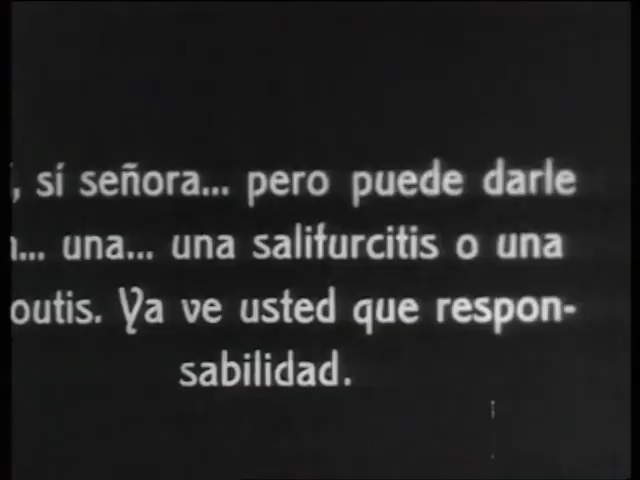 , sí señora... pero puede darle
... una... una salifurcitis o una
outis. Ya ve usted que respon-
sabilidad.